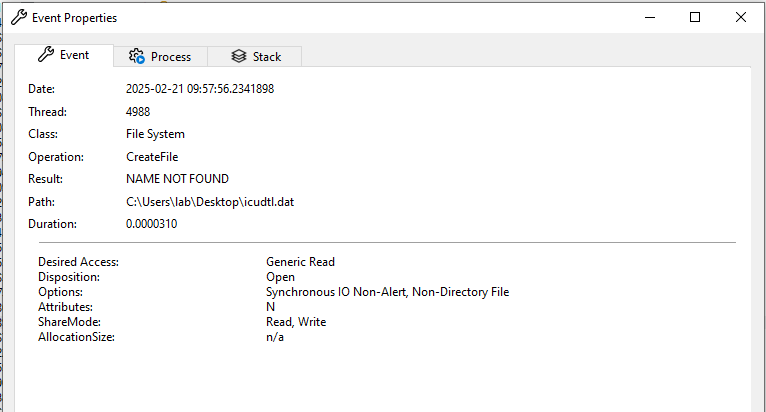 Event Properties
Event Process Stack
Date: 2025-02-21 09:57:56.2341898
Thread: 4988
Class: File System
Operation: CreateFile
Result: NAME NOT FOUND
Path: C:\Users\lab\Desktop\icudtl.dat
Duration: 0.0000310
Desired Access: Generic Read
Disposition: Open
Options: Synchronous IO Non-Alert, Non-Directory File
Attributes: N
ShareMode: Read, Write
AllocationSize: n/a